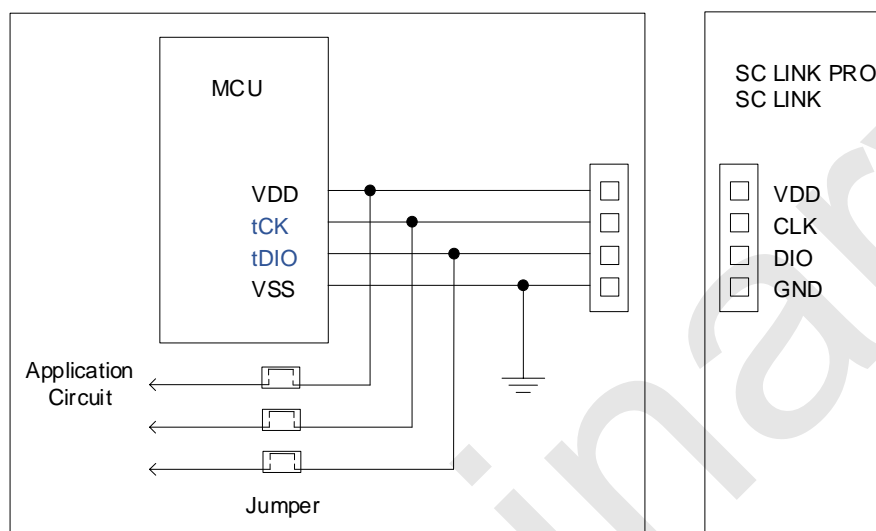 MCU
SC LINK PRO
SC LINK
VDD
tCK
tDIO
VSS
VDD
CLK
DIO
GND
Application
Circuit
Jumper